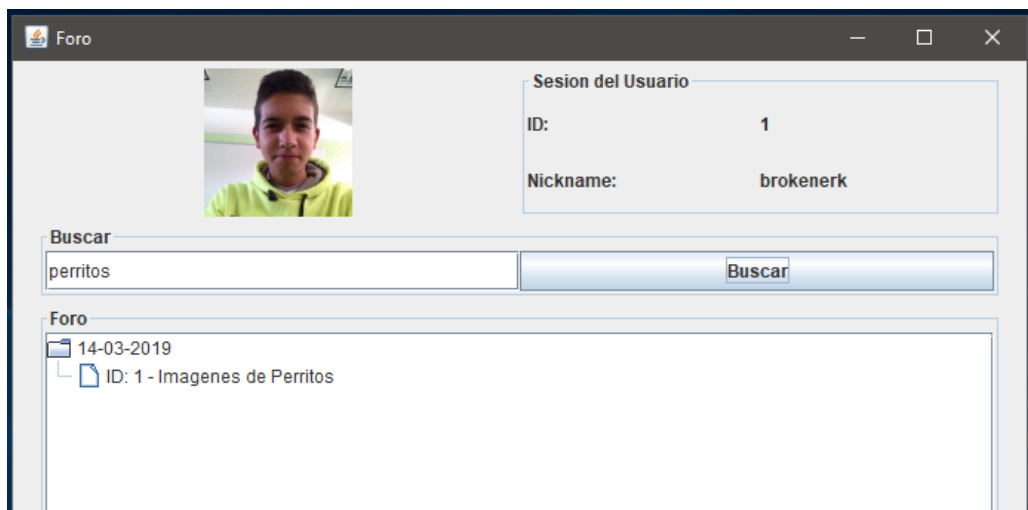 Foro
Sesion del Usuario
ID: 1
Nickname: brokenerk
Buscar
perritos Buscar
Foro
14-03-2019
ID: 1 - Imagenes de Perritos